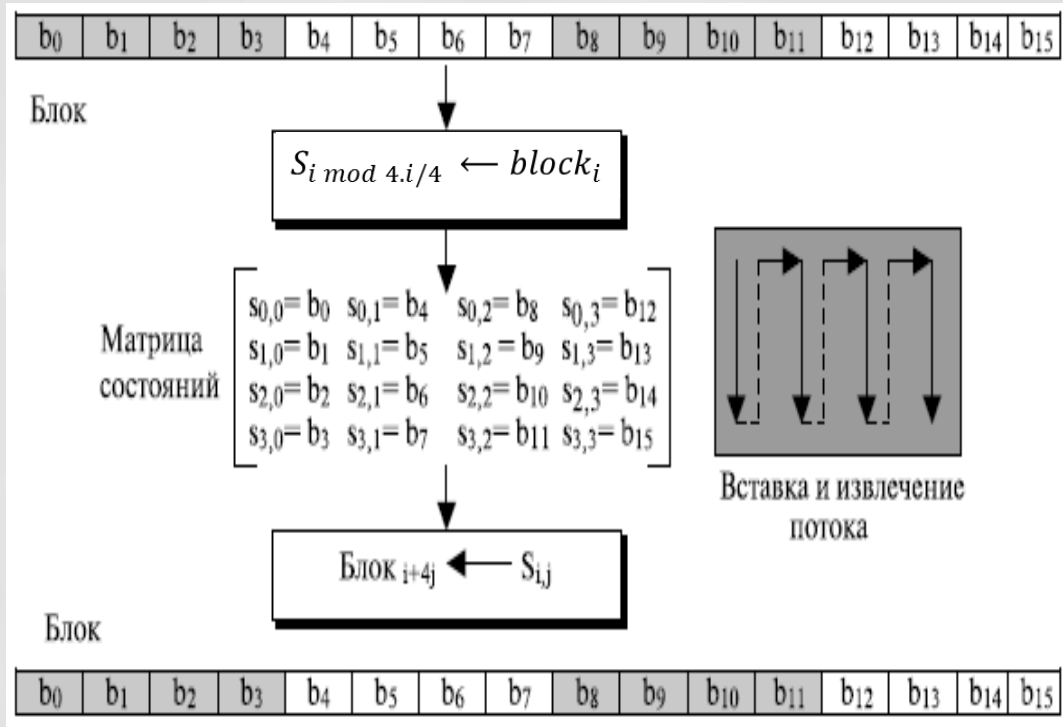 b₀ b₁ b₂ b₃ b₄ b₅ b₆ b₇ b₈ b₉ b₁₀ b₁₁ b₁₂ b₁₃ b₁₄ b₁₅
Блок
S_{i mod 4.i/4} ← block_i
Матрица
состояний
s₀,₀= b₀ s₀,₁= b₄ s₀,₂= b₈ s₀,₃= b₁₂
s₁,₀= b₁ s₁,₁= b₅ s₁,₂ = b₉ s₁,₃= b₁₃
s₂,₀= b₂ s₂,₁= b₆ s₂,₂= b₁₀ s₂,₃= b₁₄
s₃,₀= b₃ s₃,₁= b₇ s₃,₂= b₁₁ s₃,₃= b₁₅
Вставка и извлечение
потока
Блок _{i+4j} ← S_{i,j}
Блок
b₀ b₁ b₂ b₃ b₄ b₅ b₆ b₇ b₈ b₉ b₁₀ b₁₁ b₁₂ b₁₃ b₁₄ b₁₅